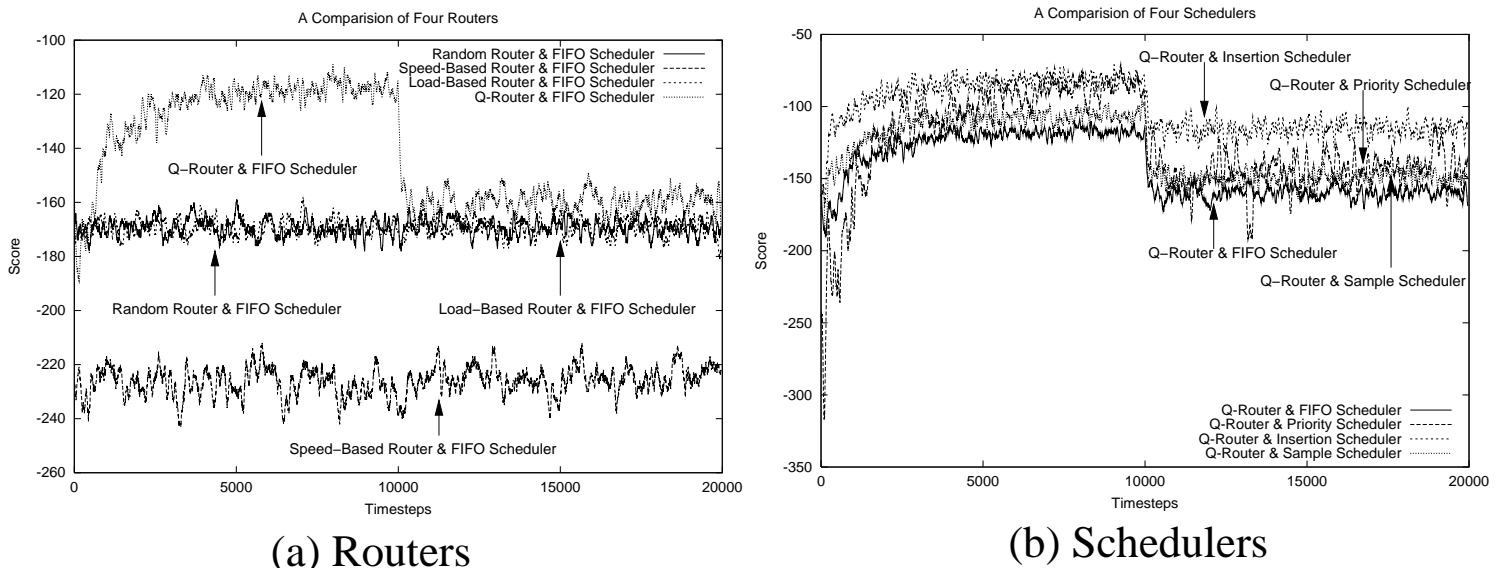 A Comparision of Four Routers
-100
-120
-140
-160
-180
-200
-220
-240
-260
Score
0
5000
10000
15000
20000
Timesteps
Random Router & FIFO Scheduler
Speed-Based Router & FIFO Scheduler
Load-Based Router & FIFO Scheduler
Q-Router & FIFO Scheduler
Q−Router & FIFO Scheduler
Random Router & FIFO Scheduler
Load−Based Router & FIFO Scheduler
Speed−Based Router & FIFO Scheduler
(a) Routers
A Comparision of Four Schedulers
-50
-100
-150
-200
-250
-300
-350
Score
0
5000
10000
15000
20000
Timesteps
Q−Router & Insertion Scheduler
Q−Router & Priority Scheduler
Q−Router & FIFO Scheduler
Q−Router & Sample Scheduler
Q-Router & FIFO Scheduler
Q-Router & Priority Scheduler
Q-Router & Insertion Scheduler
Q-Router & Sample Scheduler
(b) Schedulers